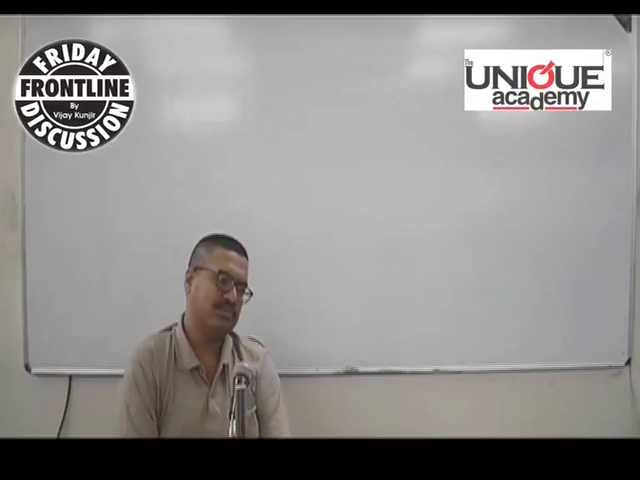 FRIDAY
FRONTLINE
By
Vijay Kunjir
DISCUSSION
The
UNIQUE
academy
®